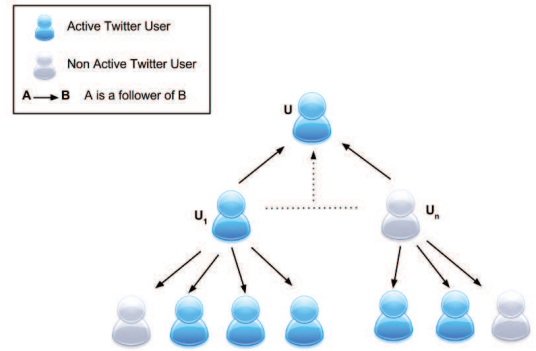 Active Twitter User
Non Active Twitter User
A B A is a follower of B
U
U1
Un